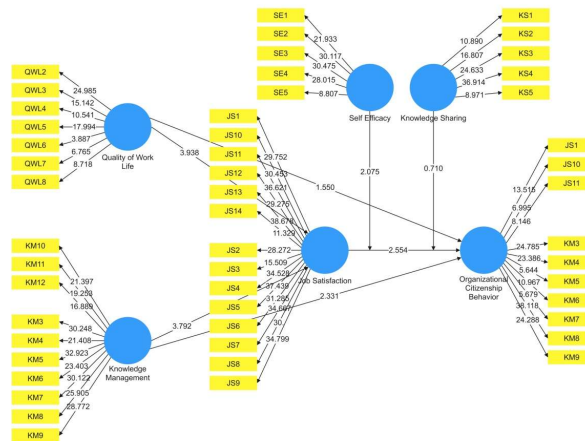 SE1
SE2
SE3
SE4
SE5
21.933
30.117
30.475
28.015
8.807
Self Efficacy
KS1
KS2
KS3
KS4
KS5
10.890
16.807
24.633
36.914
8.971
Knowledge Sharing
QWL2
QWL3
QWL4
QWL5
QWL6
QWL7
QWL8
24.985
15.142
10.541
17.994
3.887
6.765
8.718
Quality of Work
Life
3.938
1.550
2.075
0.710
JS1
JS10
JS11
JS12
JS13
JS14
29.752
30.453
36.621
29.275
38.676
11.329
JS2
JS3
JS4
JS5
JS6
JS7
JS8
JS9
28.272
15.509
34.528
37.439
31.285
34.667
30.
34.799
Job Satisfaction
2.554
2.331
3.792
KM10
KM11
KM12
21.397
19.253
16.889
KM3
KM4
KM5
KM6
KM7
KM8
KM9
30.248
21.408
32.923
23.403
30.122
25.905
28.772
Knowledge
Management
JS1
JS10
JS11
13.515
6.995
8.146
KM3
KM4
KM5
KM6
KM7
KM8
KM9
24.785
23.386
5.644
10.967
5.679
38.118
24.288
Organizational
Citizenship
Behavior